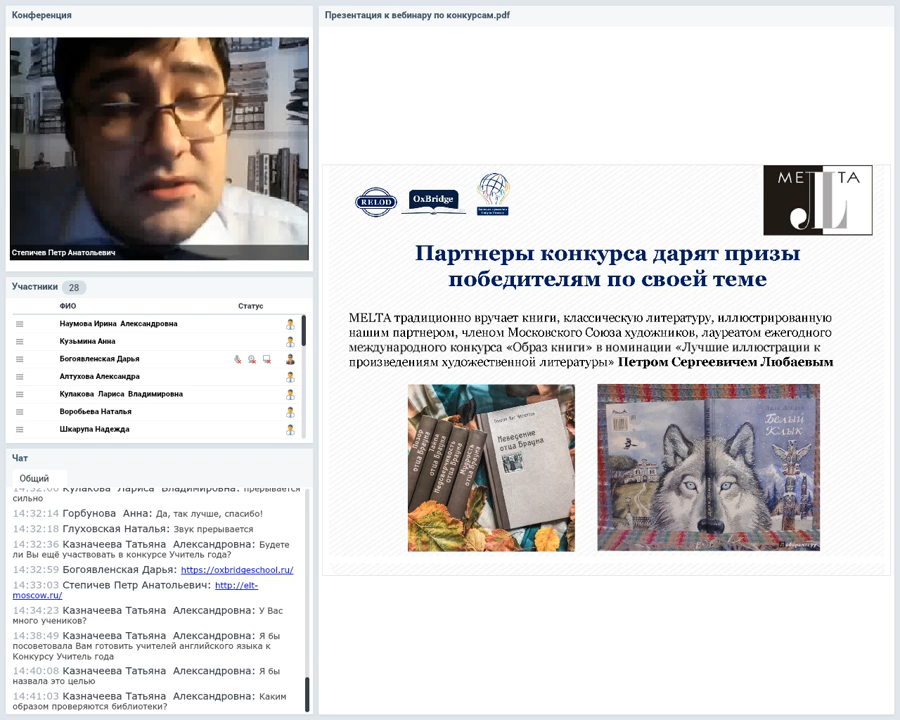 Конференция
Степичев Петр Анатольевич
Участники 28
ФИО Статус
Наумова Ирина Александровна
Кузьмина Анна
Богоявленская Дарья
Алтухова Александра
Кулакова Лариса Владимировна
Воробьева Наталья
Шкарупа Надежда
Чат
Общий
Кулакова Лариса Владимировна: прерывается
сильно
14:32:14 Горбунова Анна: Да, так лучше, спасибо!
14:32:18 Глуховская Наталья: Звук прерывается
14:32:36 Казначеева Татьяна Александровна: Будете
ли Вы ещё участвовать в конкурсе Учитель года?
14:32:59 Богоявленская Дарья: https://oxbridgeschool.ru/
14:33:03 Степичев Петр Анатольевич: http://elt-
moscow.ru/
14:34:23 Казначеева Татьяна Александровна: У Вас
много учеников?
14:38:49 Казначеева Татьяна Александровна: Я бы
посоветовала Вам готовить учителей английского языка к
Конкурсу Учитель года
14:40:08 Казначеева Татьяна Александровна: Я бы
назвала это целью
14:41:03 Казначеева Татьяна Александровна: Каким
образом проверяются библиотеки?
Презентация к вебинару по конкурсам.pdf
RELOD
OxBridge
МЕLTA
Партнеры конкурса дарят призы
победителям по своей теме
MELTA традиционно вручает книги, классическую литературу, иллюстрированную
нашим партнером, членом Московского Союза художников, лауреатом ежегодного
международного конкурса «Образ книги» в номинации «Лучшие иллюстрации к
произведениям художественной литературы» Петром Сергеевичем Любаевым
Неведение
отца Брауна
Белый
Клык